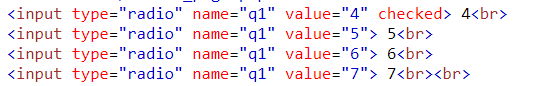 <input type="radio" name="q1" value="4" checked> 4<br>
<input type="radio" name="q1" value="5"> 5<br>
<input type="radio" name="q1" value="6"> 6<br>
<input type="radio" name="q1" value="7"> 7<br><br>